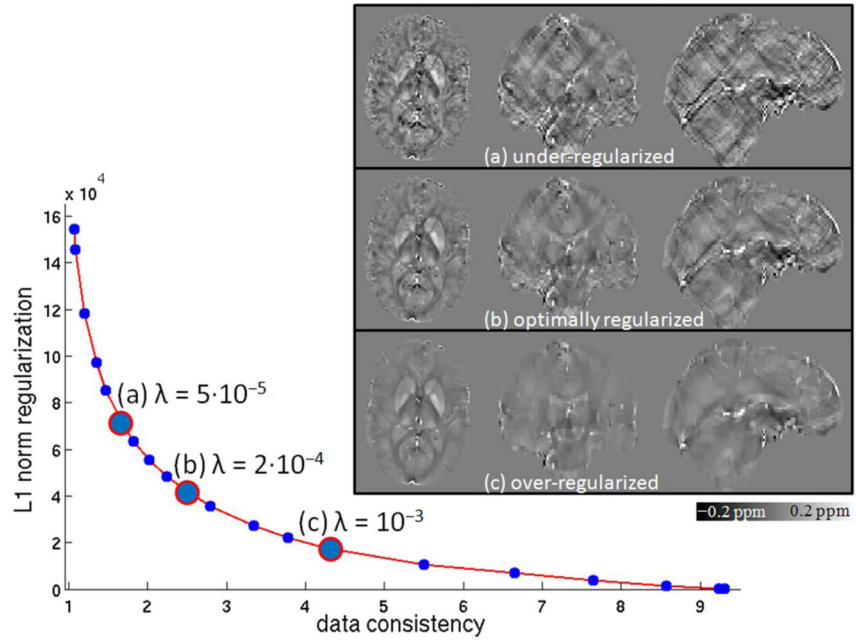 (a) under-regularized
(b) optimally regularized
(c) over-regularized
−0.2 ppm 0.2 ppm
x 10⁴
16
14
12
10
8
6
4
2
0
L1 norm regularization
(a) λ = 5·10⁻⁵
(b) λ = 2·10⁻⁴
(c) λ = 10⁻³
1 2 3 4 5 6 7 8 9
data consistency